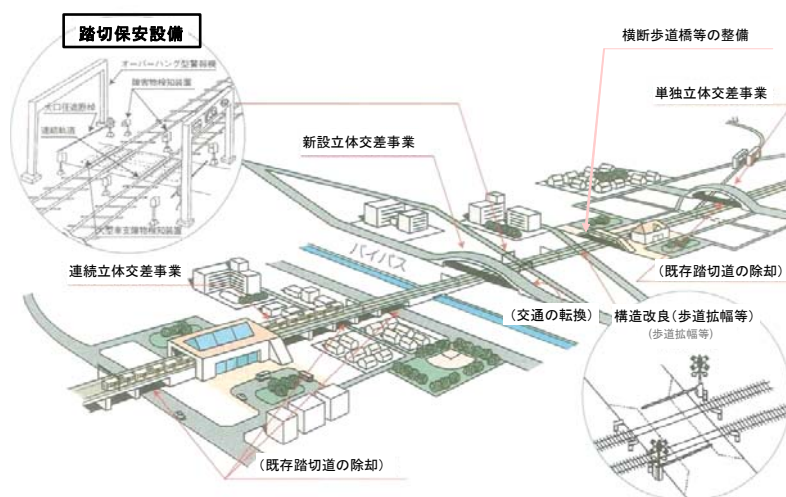 踏切保安設備
オーバーハング型警報機
障害物検知装置
大口径遮断桿
連続軌道
大型車支障物検知装置
横断歩道橋等の整備
単独立体交差事業
新設立体交差事業
バイパス
連続立体交差事業
(既存踏切道の除却)
(交通の転換)
構造改良(歩道拡幅等)
(歩道拡幅等)
(既存踏切道の除却)